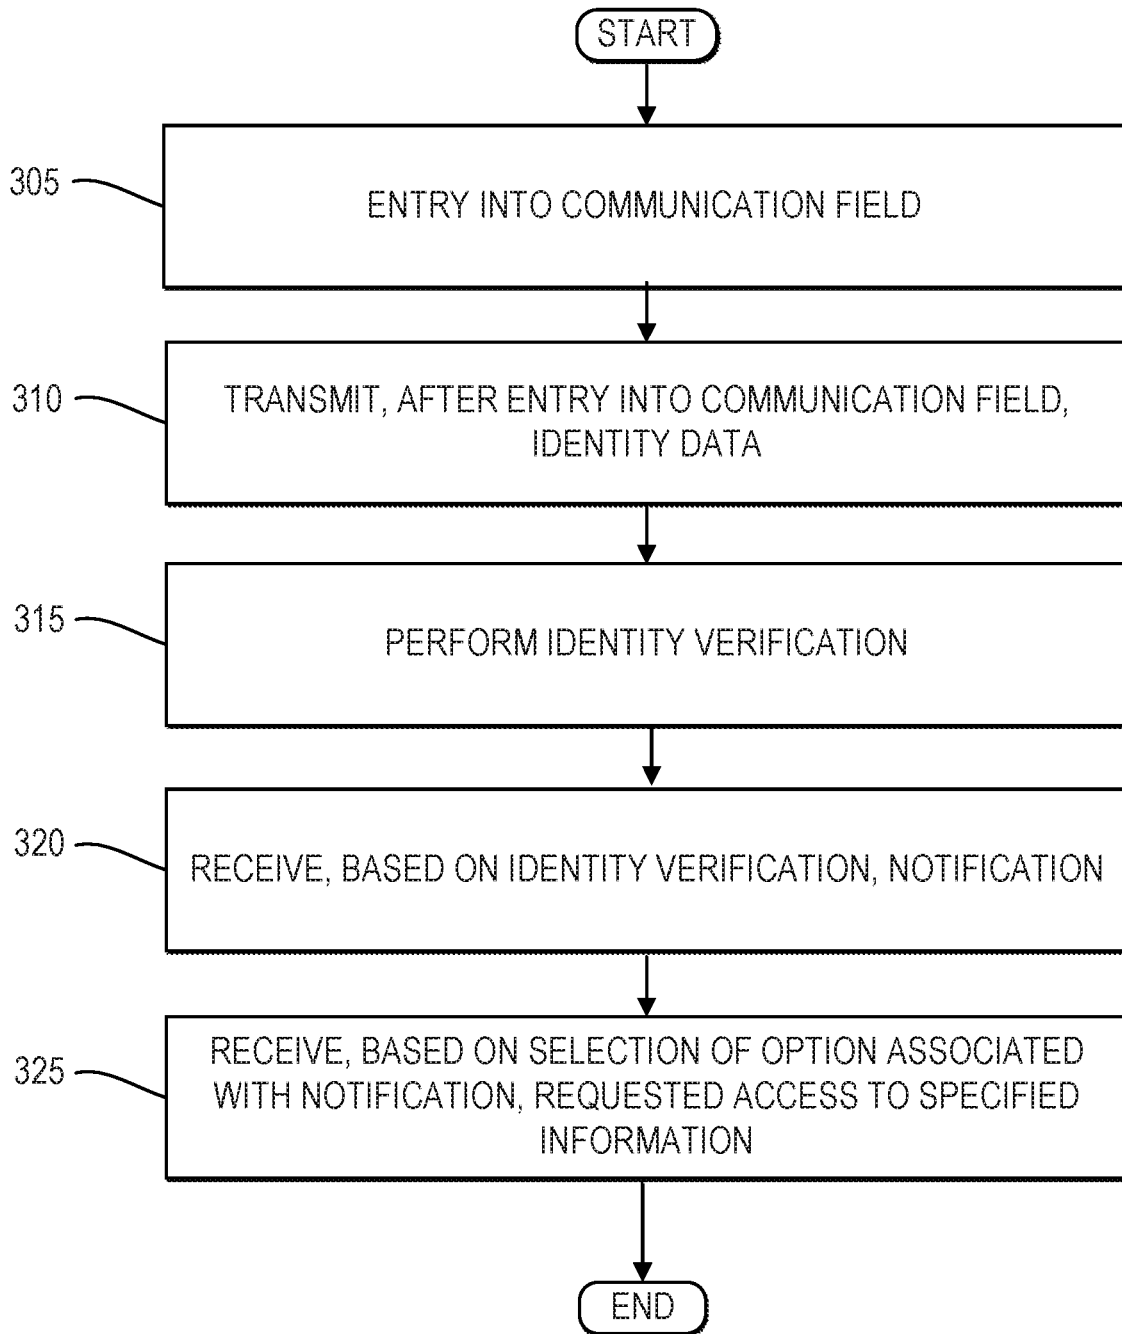 START
305
ENTRY INTO COMMUNICATION FIELD
310
TRANSMIT, AFTER ENTRY INTO COMMUNICATION FIELD,
IDENTITY DATA
315
PERFORM IDENTITY VERIFICATION
320
RECEIVE, BASED ON IDENTITY VERIFICATION, NOTIFICATION
325
RECEIVE, BASED ON SELECTION OF OPTION ASSOCIATED
WITH NOTIFICATION, REQUESTED ACCESS TO SPECIFIED
INFORMATION
END